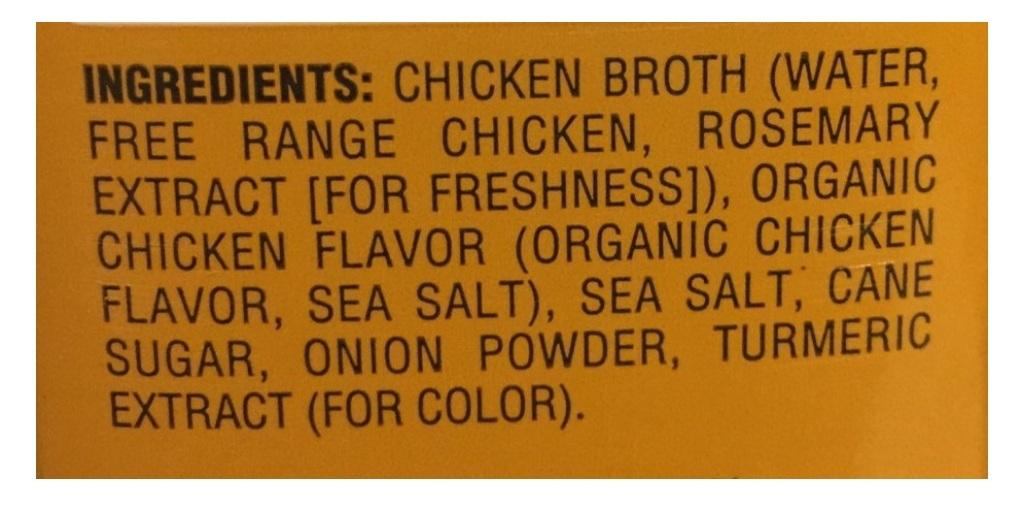 INGREDIENTS: CHICKEN BROTH (WATER,
FREE RANGE CHICKEN, ROSEMARY
EXTRACT [FOR FRESHNESS]), ORGANIC
CHICKEN FLAVOR (ORGANIC CHICKEN
FLAVOR, SEA SALT), SEA SALT, CANE
SUGAR, ONION POWDER, TURMERIC
EXTRACT (FOR COLOR).